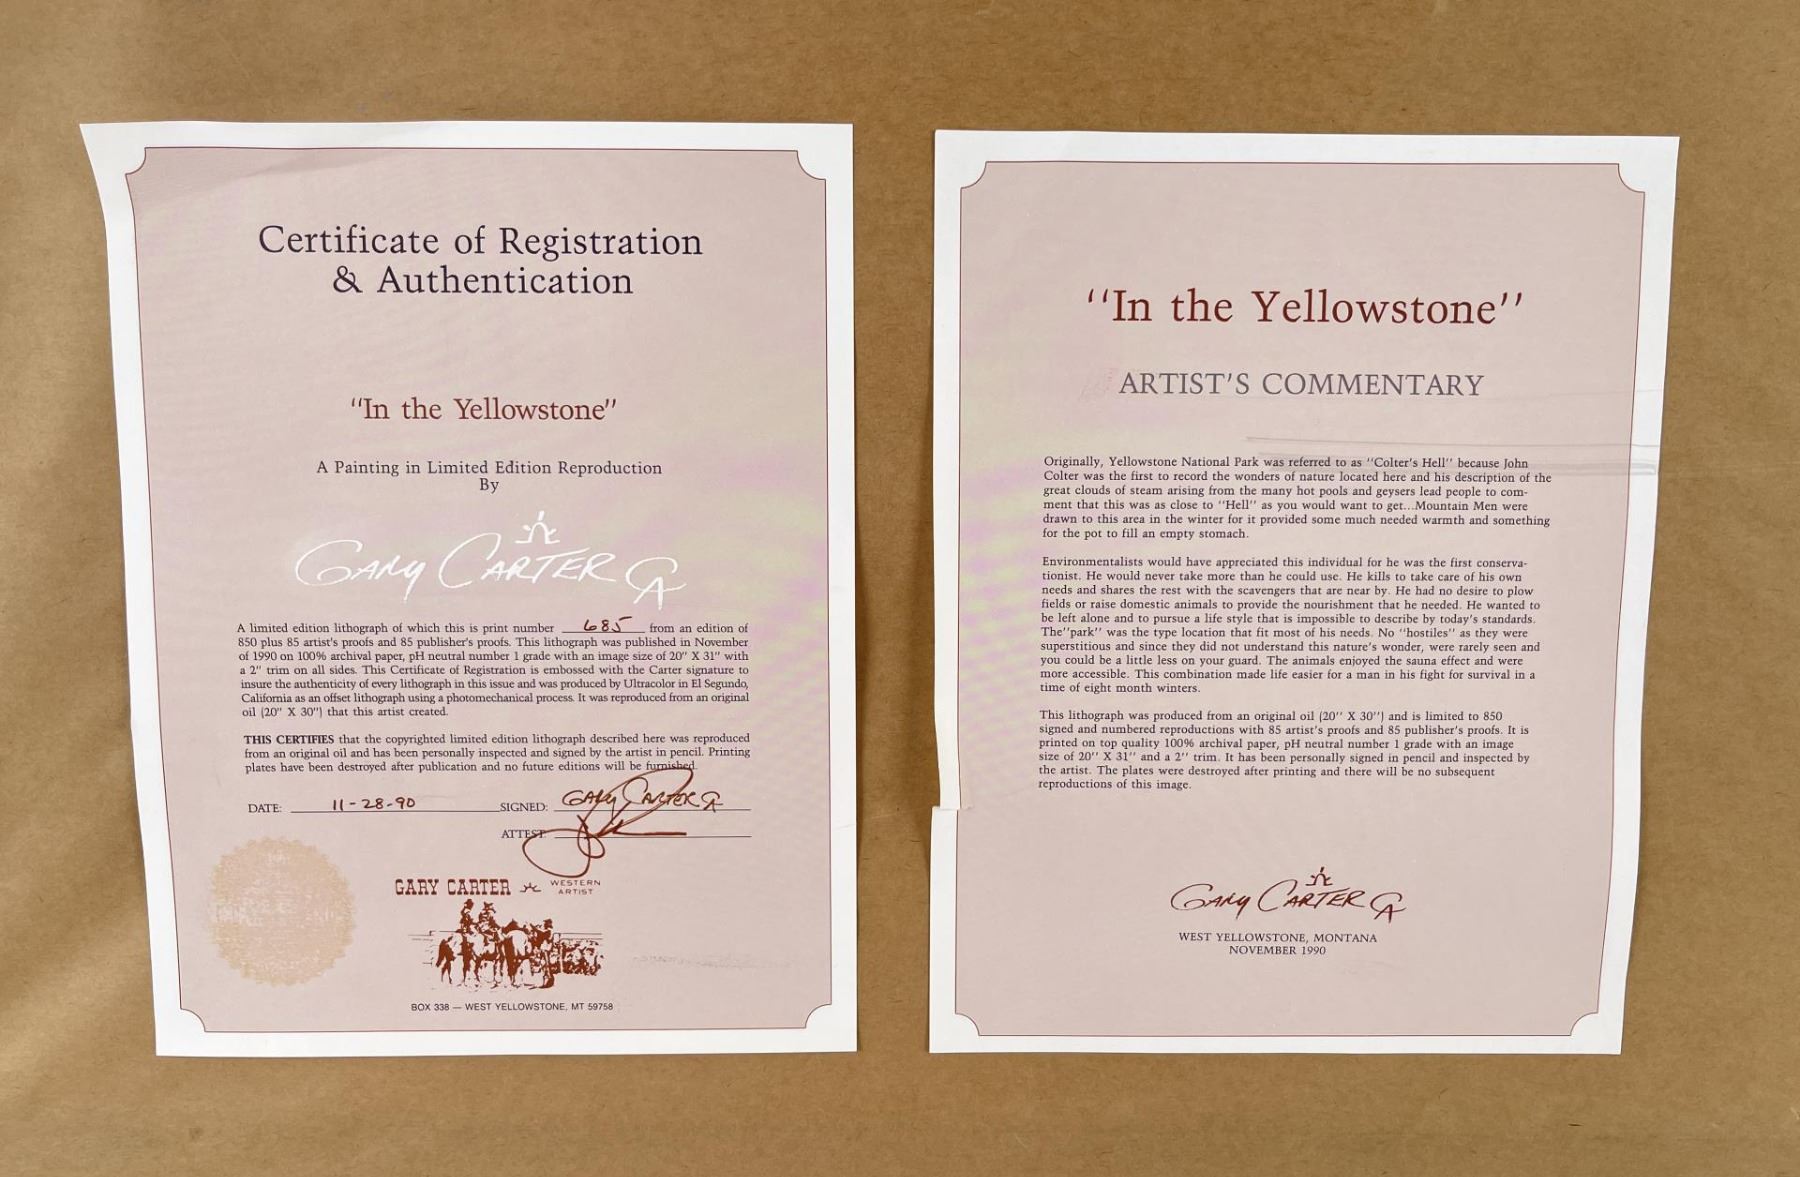 Certificate of Registration
& Authentication
"In the Yellowstone"
A Painting in Limited Edition Reproduction
By
GARY CARTER CA
A limited edition lithograph of which this is print number 685 from an edition of
850 plus 85 artist's proofs and 85 publisher's proofs. This lithograph was published in November
of 1990 on 100% archival paper, pH neutral number 1 grade with an image size of 20" X 31" with
a 2" trim on all sides. This Certificate of Registration is embossed with the Carter signature to
insure the authenticity of every lithograph in this issue and was produced by Ultracolor in El Segundo,
California as an offset lithograph using a photomechanical process. It was reproduced from an original
oil (20" X 30") that this artist created.
THIS CERTIFIES that the copyrighted limited edition lithograph described here was reproduced
from an original oil and has been personally inspected and signed by the artist in pencil. Printing
plates have been destroyed after publication and no future editions will be furnished.
DATE: 11-28-90 SIGNED: GARY CARTER CA
ATTEST:
GARY CARTER WESTERN
ARTIST
BOX 338 — WEST YELLOWSTONE, MT 59758
"In the Yellowstone"
ARTIST'S COMMENTARY
Originally, Yellowstone National Park was referred to as "Colter's Hell" because John
Colter was the first to record the wonders of nature located here and his description of the
great clouds of steam arising from the many hot pools and geysers lead people to com-
ment that this was as close to "Hell" as you would want to get...Mountain Men were
drawn to this area in the winter for it provided some much needed warmth and something
for the pot to fill an empty stomach.
Environmentalists would have appreciated this individual for he was the first conserva-
tionist. He would never take more than he could use. He kills to take care of his own
needs and shares the rest with the scavengers that are near by. He had no desire to plow
fields or raise domestic animals to provide the nourishment that he needed. He wanted to
be left alone and to pursue a life style that is impossible to describe by today's standards.
The"park" was the type location that fit most of his needs. No "hostiles" as they were
superstitious and since they did not understand this nature's wonder, were rarely seen and
you could be a little less on your guard. The animals enjoyed the sauna effect and were
more accessible. This combination made life easier for a man in his fight for survival in a
time of eight month winters.
This lithograph was produced from an original oil (20" X 30") and is limited to 850
signed and numbered reproductions with 85 artist's proofs and 85 publisher's proofs. It is
printed on top quality 100% archival paper, pH neutral number 1 grade with an image
size of 20" X 31" and a 2" trim. It has been personally signed in pencil and inspected by
the artist. The plates were destroyed after printing and there will be no subsequent
reproductions of this image.
GARY CARTER CA
WEST YELLOWSTONE, MONTANA
NOVEMBER 1990